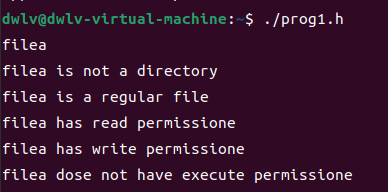 dwlv@dwlv-virtual-machine:~$ ./prog1.h
filea
filea is not a directory
filea is a regular file
filea has read permissione
filea has write permissione
filea dose not have execute permissione